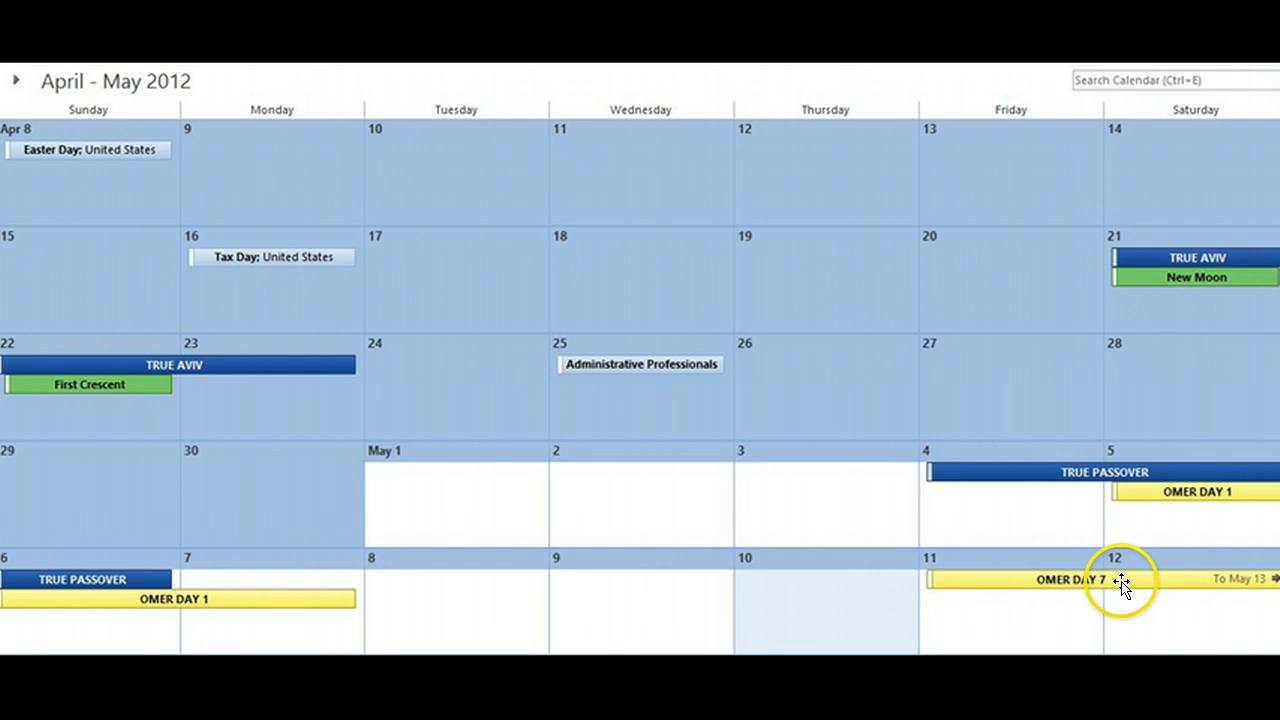 April - May 2012
Search Calendar (Ctrl+E)
Sunday Monday Tuesday Wednesday Thursday Friday Saturday
Apr 8 9 10 11 12 13 14
Easter Day; United States
15 16 17 18 19 20 21
Tax Day; United States TRUE AVIV
New Moon
22 23 24 25 26 27 28
TRUE AVIV Administrative Professionals
First Crescent
29 30 May 1 2 3 4 5
TRUE PASSOVER
OMER DAY 1
6 7 8 9 10 11 12
TRUE PASSOVER OMER DAY 7 To May 13
OMER DAY 1